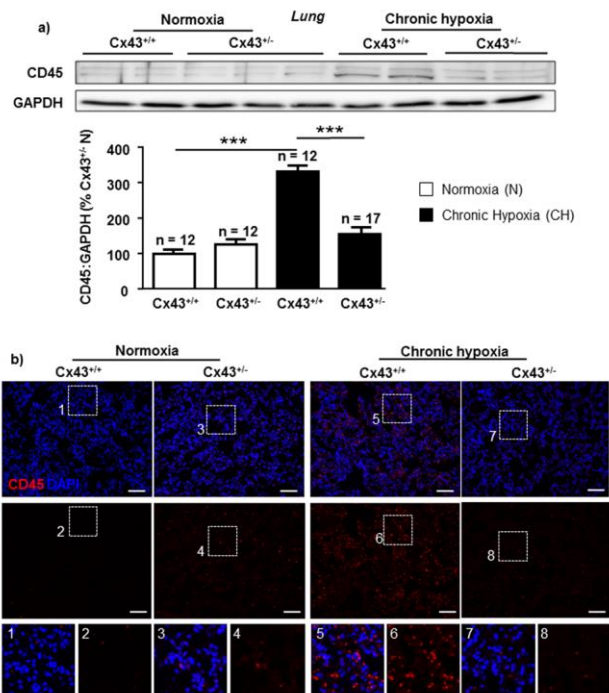 Lung
Normoxia Chronic hypoxia
a)
Cx43+/+ Cx43+/- Cx43+/+ Cx43+/-
CD45
GAPDH
*** ***
n = 12 n = 12 n = 12 n = 17
CD45:GAPDH (% Cx43+/- N)
400
300
200
100
0
Cx43+/+ Cx43+/- Cx43+/+ Cx43+/-
Normoxia (N)
Chronic Hypoxia (CH)
b)
Normoxia Chronic hypoxia
Cx43+/+ Cx43+/- Cx43+/+ Cx43+/-
1 3 5 7
CD45 DAPI
2 4 6 8
1 2 3 4 5 6 7 8